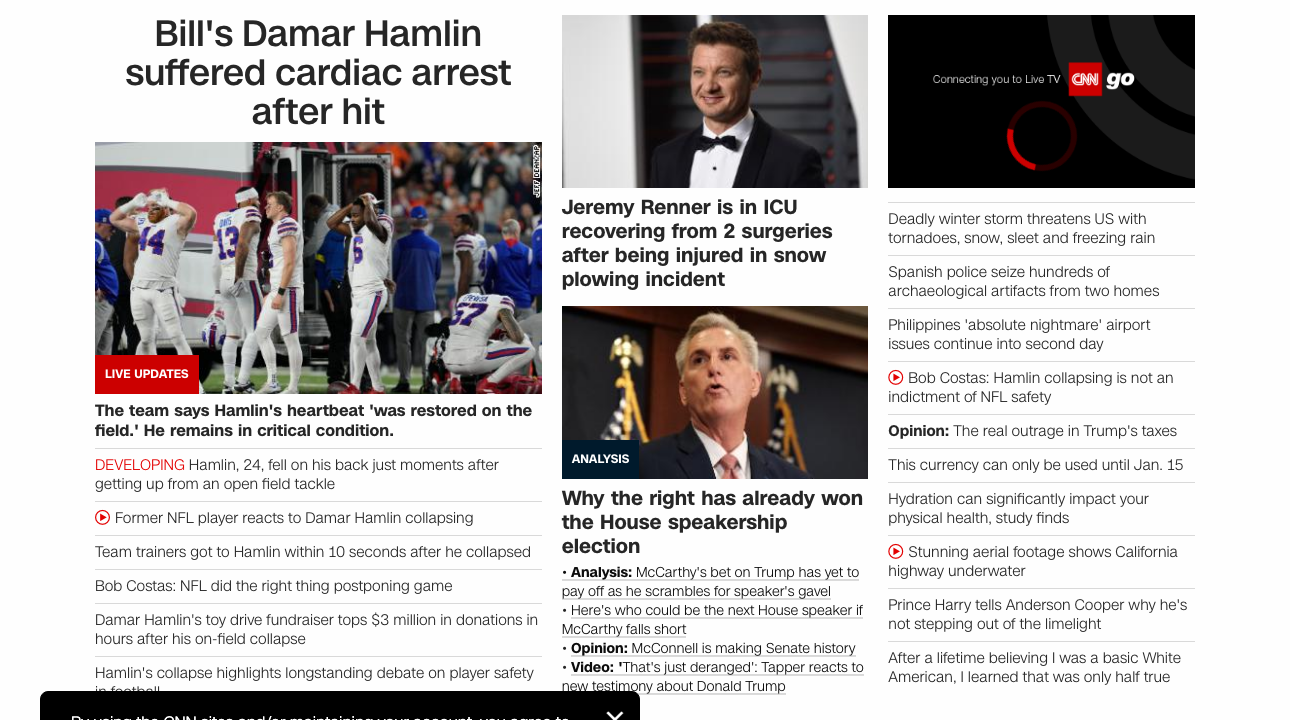 Bill's Damar Hamlin
suffered cardiac arrest
after hit
JEFF DEAN/AP
LIVE UPDATES
The team says Hamlin's heartbeat 'was restored on the
field.' He remains in critical condition.
DEVELOPING Hamlin, 24, fell on his back just moments after
getting up from an open field tackle
Former NFL player reacts to Damar Hamlin collapsing
Team trainers got to Hamlin within 10 seconds after he collapsed
Bob Costas: NFL did the right thing postponing game
Damar Hamlin's toy drive fundraiser tops $3 million in donations in
hours after his on-field collapse
Hamlin's collapse highlights longstanding debate on player safety
in football
By using the CNN sites and/or maintaining your account, you agree to
Jeremy Renner is in ICU
recovering from 2 surgeries
after being injured in snow
plowing incident
ANALYSIS
Why the right has already won
the House speakership
election
• Analysis: McCarthy's bet on Trump has yet to
pay off as he scrambles for speaker's gavel
• Here's who could be the next House speaker if
McCarthy falls short
• Opinion: McConnell is making Senate history
• Video: 'That's just deranged': Tapper reacts to
new testimony about Donald Trump
Connecting you to Live TV CNN go
Deadly winter storm threatens US with
tornadoes, snow, sleet and freezing rain
Spanish police seize hundreds of
archaeological artifacts from two homes
Philippines 'absolute nightmare' airport
issues continue into second day
Bob Costas: Hamlin collapsing is not an
indictment of NFL safety
Opinion: The real outrage in Trump's taxes
This currency can only be used until Jan. 15
Hydration can significantly impact your
physical health, study finds
Stunning aerial footage shows California
highway underwater
Prince Harry tells Anderson Cooper why he's
not stepping out of the limelight
After a lifetime believing I was a basic White
American, I learned that was only half true